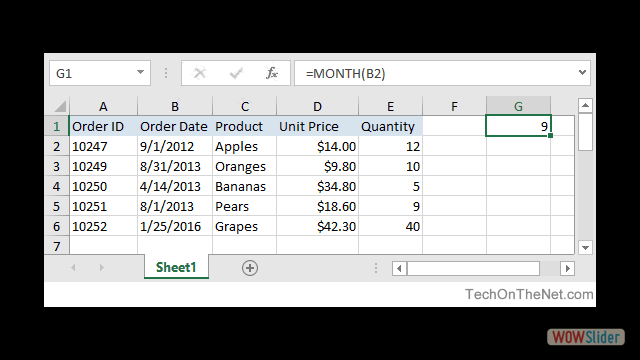 G1 =MONTH(B2)
A B C D E F G
1 Order ID Order Date Product Unit Price Quantity 9
2 10247 9/1/2012 Apples $14.00 12
3 10249 8/31/2013 Oranges $9.80 10
4 10250 4/14/2013 Bananas $34.80 5
5 10251 8/1/2013 Pears $18.60 9
6 10252 1/25/2016 Grapes $42.30 40
7
Sheet1
TechOnTheNet.com
WOWSlider